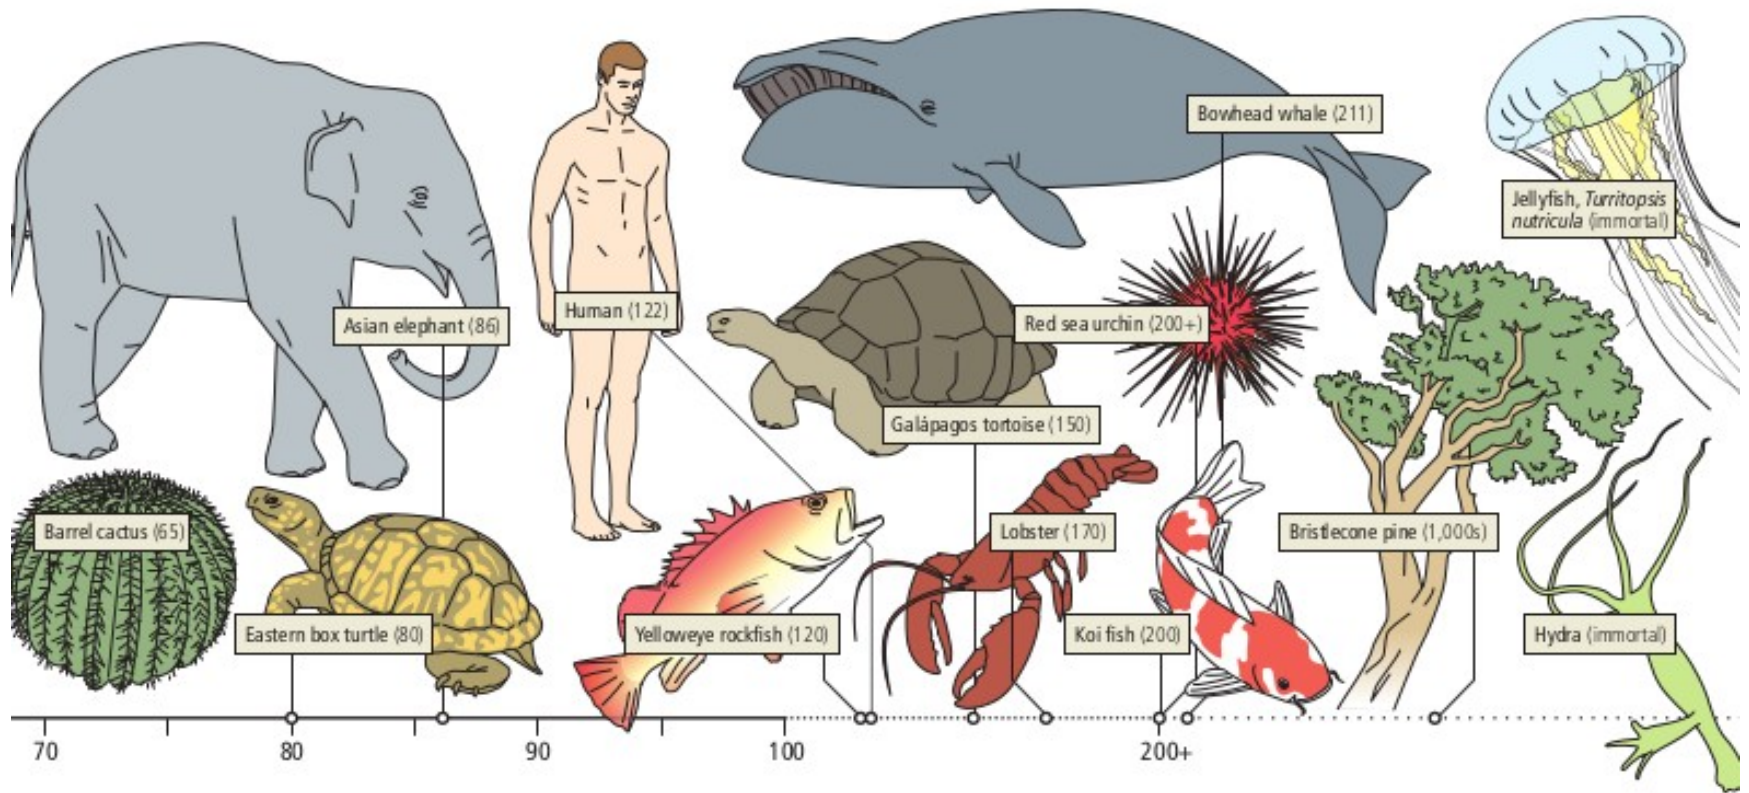 Bowhead whale (211)
Jellyfish, Turritopsis
nutricula (immortal)
Asian elephant (86)
Human (122)
Red sea urchin (200+)
Galápagos tortoise (150)
Barrel cactus (65)
Lobster (170)
Bristlecone pine (1,000s)
Eastern box turtle (80)
Yelloweye rockfish (120)
Koi fish (200)
Hydra (immortal)
70 80 90 100 200+